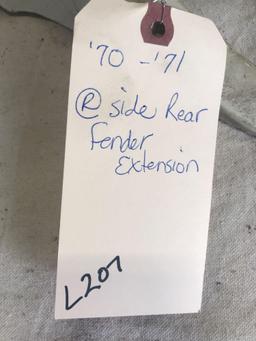 '70 - '71
Ⓡ side Rear
Fender
Extension
L207